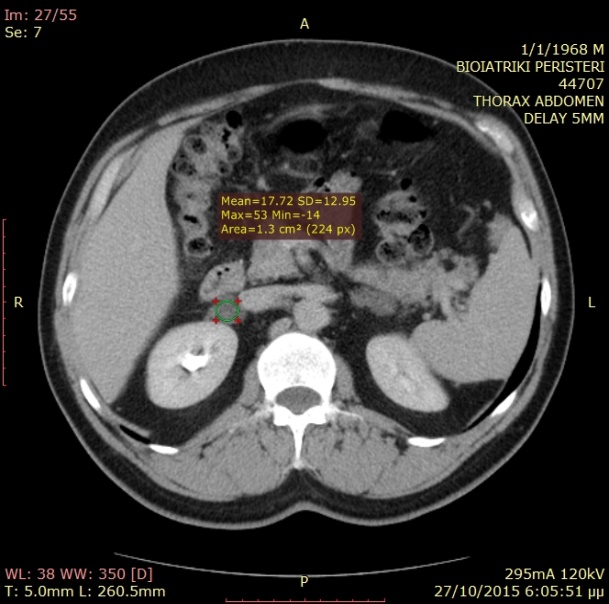 Im: 27/55
Se: 7
A
1/1/1968 M
BIOIATRIKI PERISTERI
44707
THORAX ABDOMEN
DELAY 5MM
Mean=17.72 SD=12.95
Max=53 Min=-14
Area=1.3 cm² (224 px)
R
L
WL: 38 WW: 350 [D]
T: 5.0mm L: 260.5mm
P
295mA 120kV
27/10/2015 6:05:51 μμ